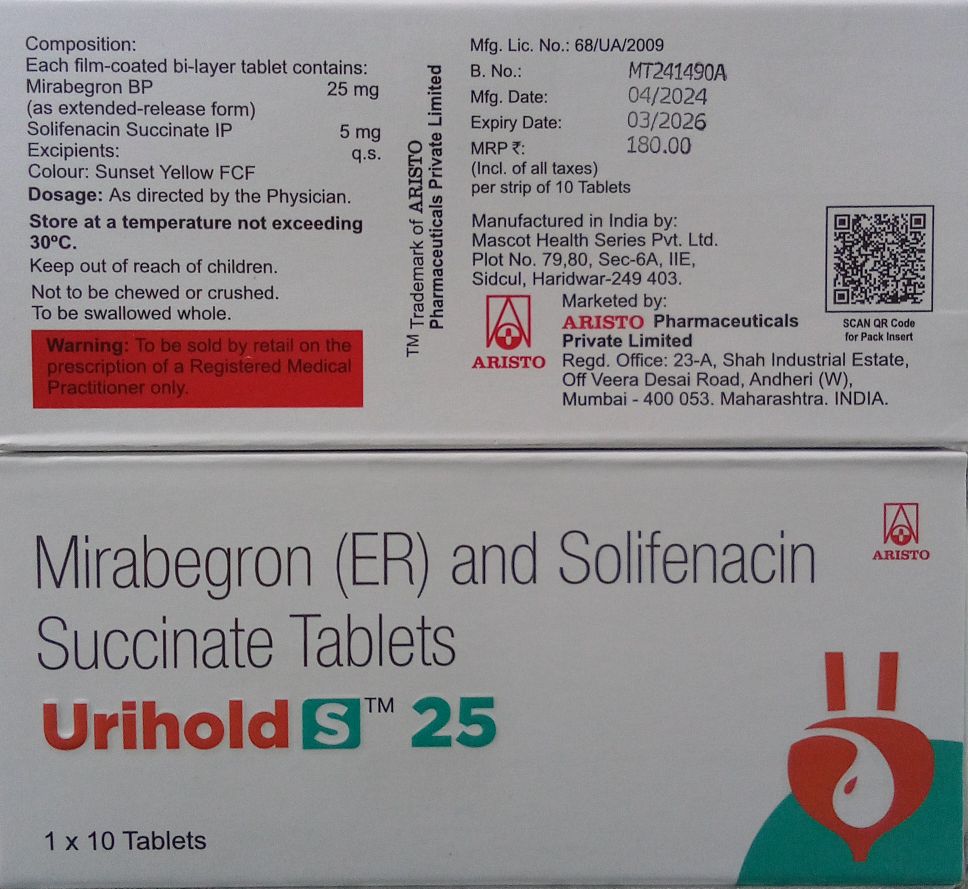 Composition:
Each film-coated bi-layer tablet contains:
Mirabegron BP 25 mg
(as extended-release form)
Solifenacin Succinate IP 5 mg
Excipients: q.s.
Colour: Sunset Yellow FCF
Dosage: As directed by the Physician.
Store at a temperature not exceeding
30ºC.
Keep out of reach of children.
Not to be chewed or crushed.
To be swallowed whole.
Warning: To be sold by retail on the
prescription of a Registered Medical
Practitioner only.
TM Trademark of ARISTO
Pharmaceuticals Private Limited
Mfg. Lic. No.: 68/UA/2009
B. No.: MT241490A
Mfg. Date: 04/2024
Expiry Date: 03/2026
MRP ₹: 180.00
(Incl. of all taxes)
per strip of 10 Tablets
Manufactured in India by:
Mascot Health Series Pvt. Ltd.
Plot No. 79,80, Sec-6A, IIE,
Sidcul, Haridwar-249 403.
ARISTO
Marketed by:
ARISTO Pharmaceuticals
Private Limited
Regd. Office: 23-A, Shah Industrial Estate,
Off Veera Desai Road, Andheri (W),
Mumbai - 400 053. Maharashtra. INDIA.
SCAN QR Code
for Pack Insert
Mirabegron (ER) and Solifenacin
Succinate Tablets
ARISTO
Urihold S™ 25
1 x 10 Tablets